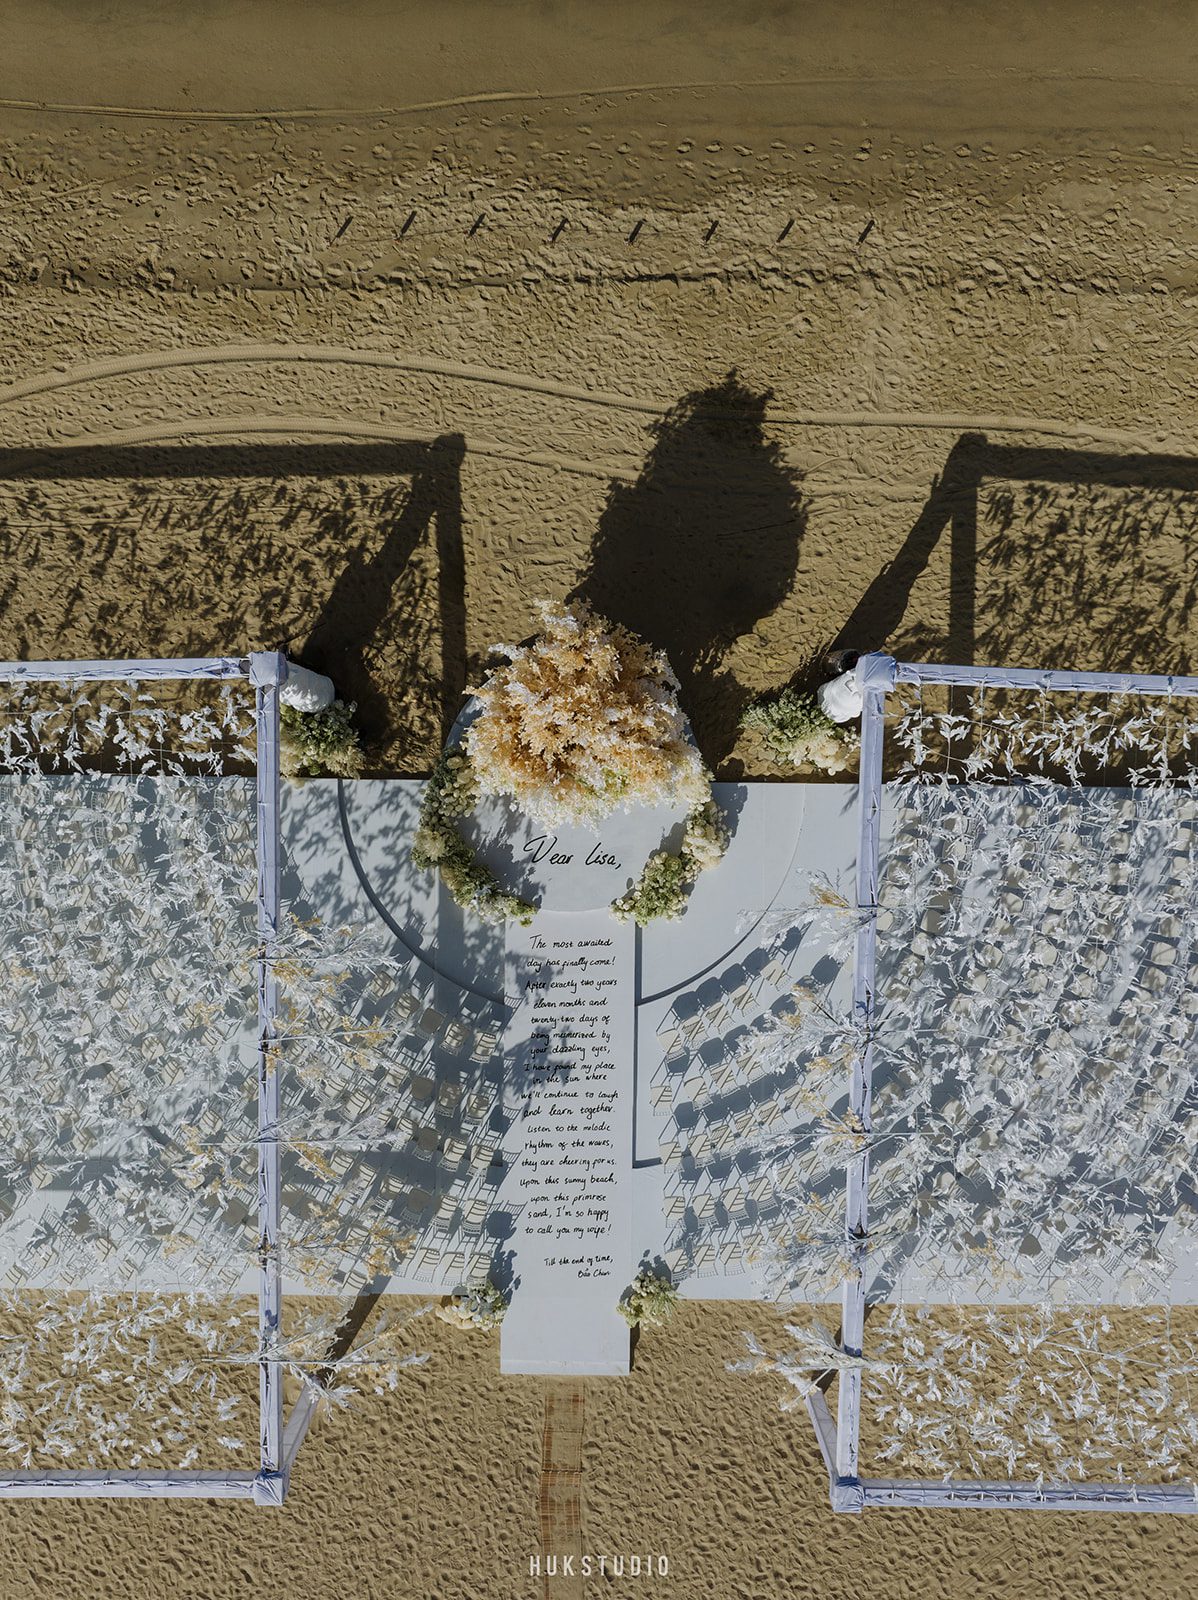 Dear Lisa,
The most awaited
day has finally come!
After exactly two years
eleven months and
twenty-two days of
being mesmerized by
your dazzling eyes,
I have found my place
in the sun where
we'll continue to laugh
and learn together.
Listen to the melodic
rhythm of the waves,
they are cheering for us.
Upon this sunny beach,
upon this primrose
sand, I'm so happy
to call you my wife!
Till the end of time,
Bảo Chun
HUKSTUDIO